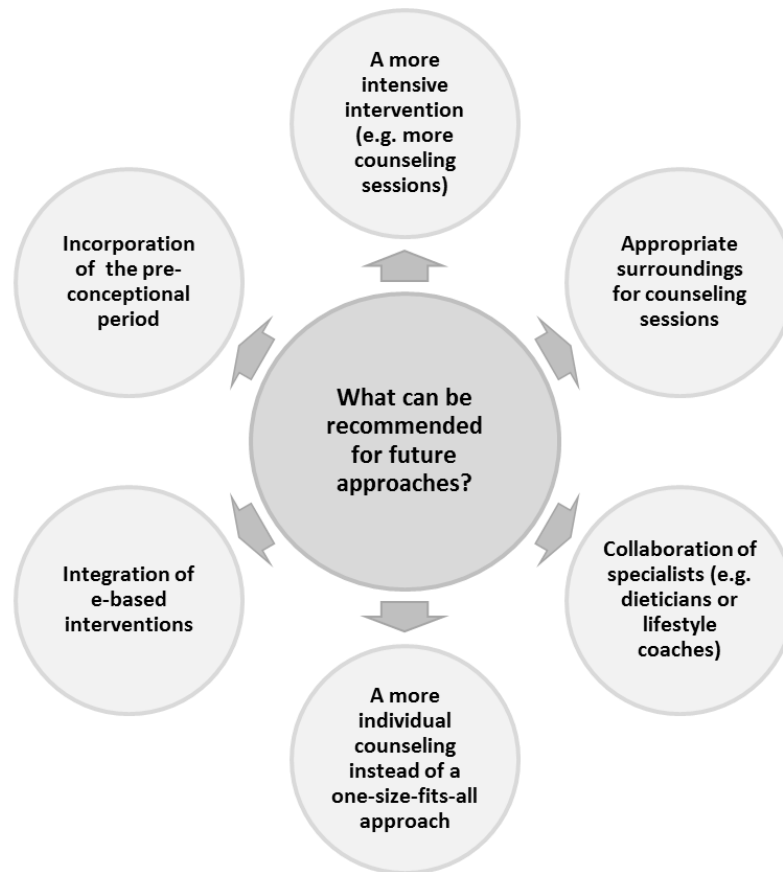 A more
intensive
intervention
(e.g. more
counseling
sessions)
Appropriate
surroundings
for counseling
sessions
Collaboration of
specialists (e.g.
dieticians or
lifestyle
coaches)
A more
individual
counseling
instead of a
one-size-fits-all
approach
Integration of
e-based
interventions
Incorporation
of the pre-
conceptional
period
What can be
recommended
for future
approaches?